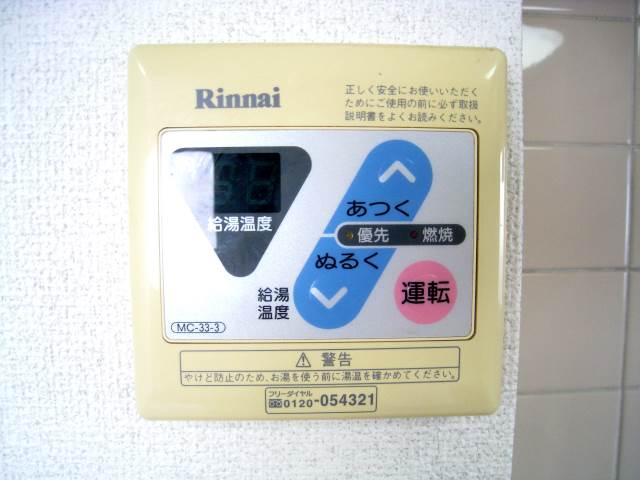 Rinnai
正しく安全にお使いいただく
ためにご使用の前に必ず取扱
説明書をよくお読みください。
給湯温度
あつく
優先 燃焼
ぬるく
給湯
温度
運転
MC-33-3
警告
やけど防止のため、お湯を使う前に湯温を確かめてください。
フリーダイヤル
0120-054321